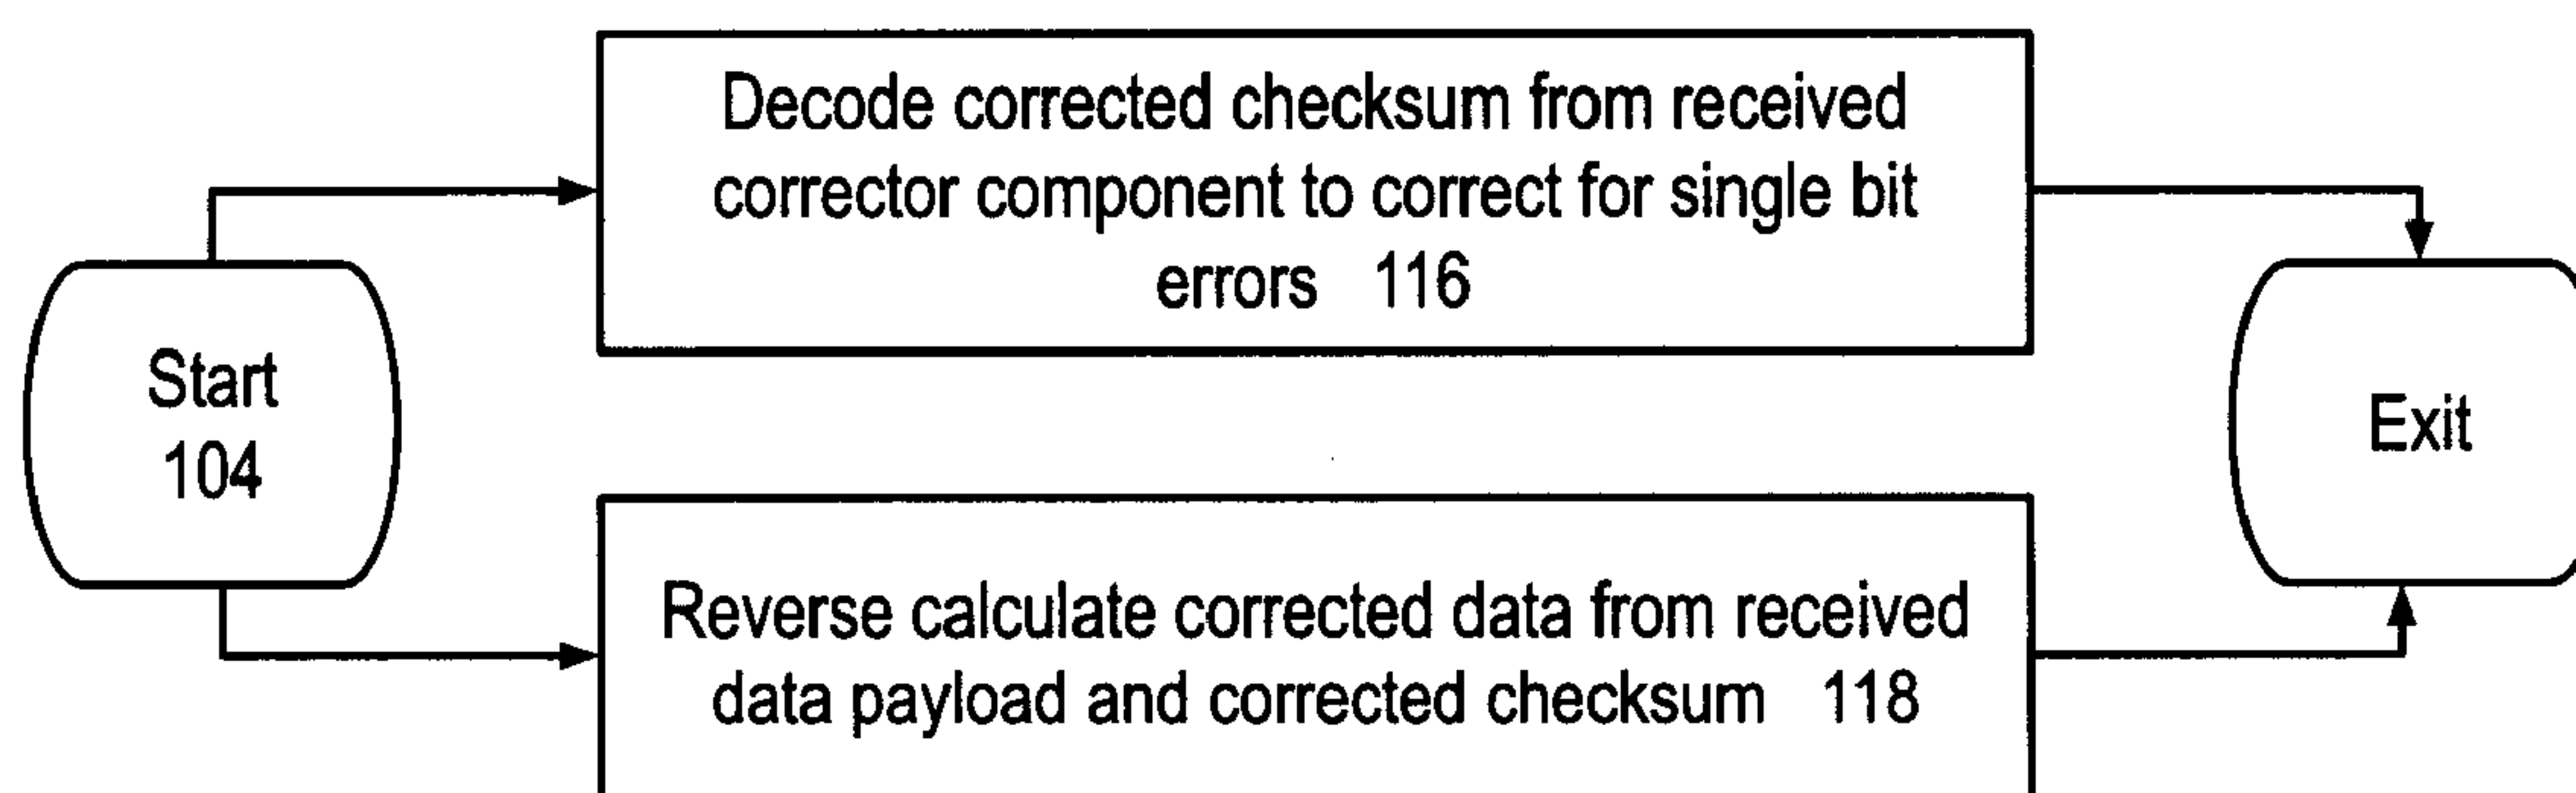 Decode corrected checksum from received
corrector component to correct for single bit
errors 116
Start
104
Exit
Reverse calculate corrected data from received
data payload and corrected checksum 118